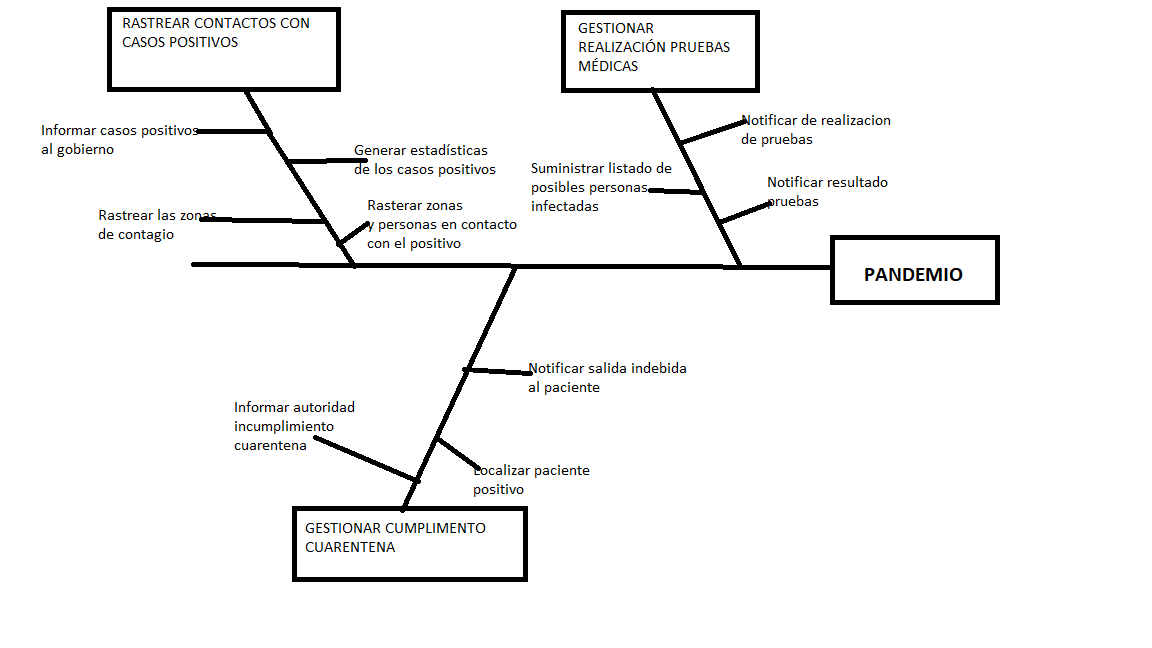 RASTREAR CONTACTOS CON
CASOS POSITIVOS
GESTIONAR
REALIZACIÓN PRUEBAS
MÉDICAS
Informar casos positivos
al gobierno
Generar estadísticas
de los casos positivos
Rastrear las zonas
de contagio
Rasterar zonas
y personas en contacto
con el positivo
Notificar de realizacion
de pruebas
Suministrar listado de
posibles personas
infectadas
Notificar resultado
pruebas
PANDEMIO
Notificar salida indebida
al paciente
Informar autoridad
incumplimiento
cuarentena
Localizar paciente
positivo
GESTIONAR CUMPLIMENTO
CUARENTENA